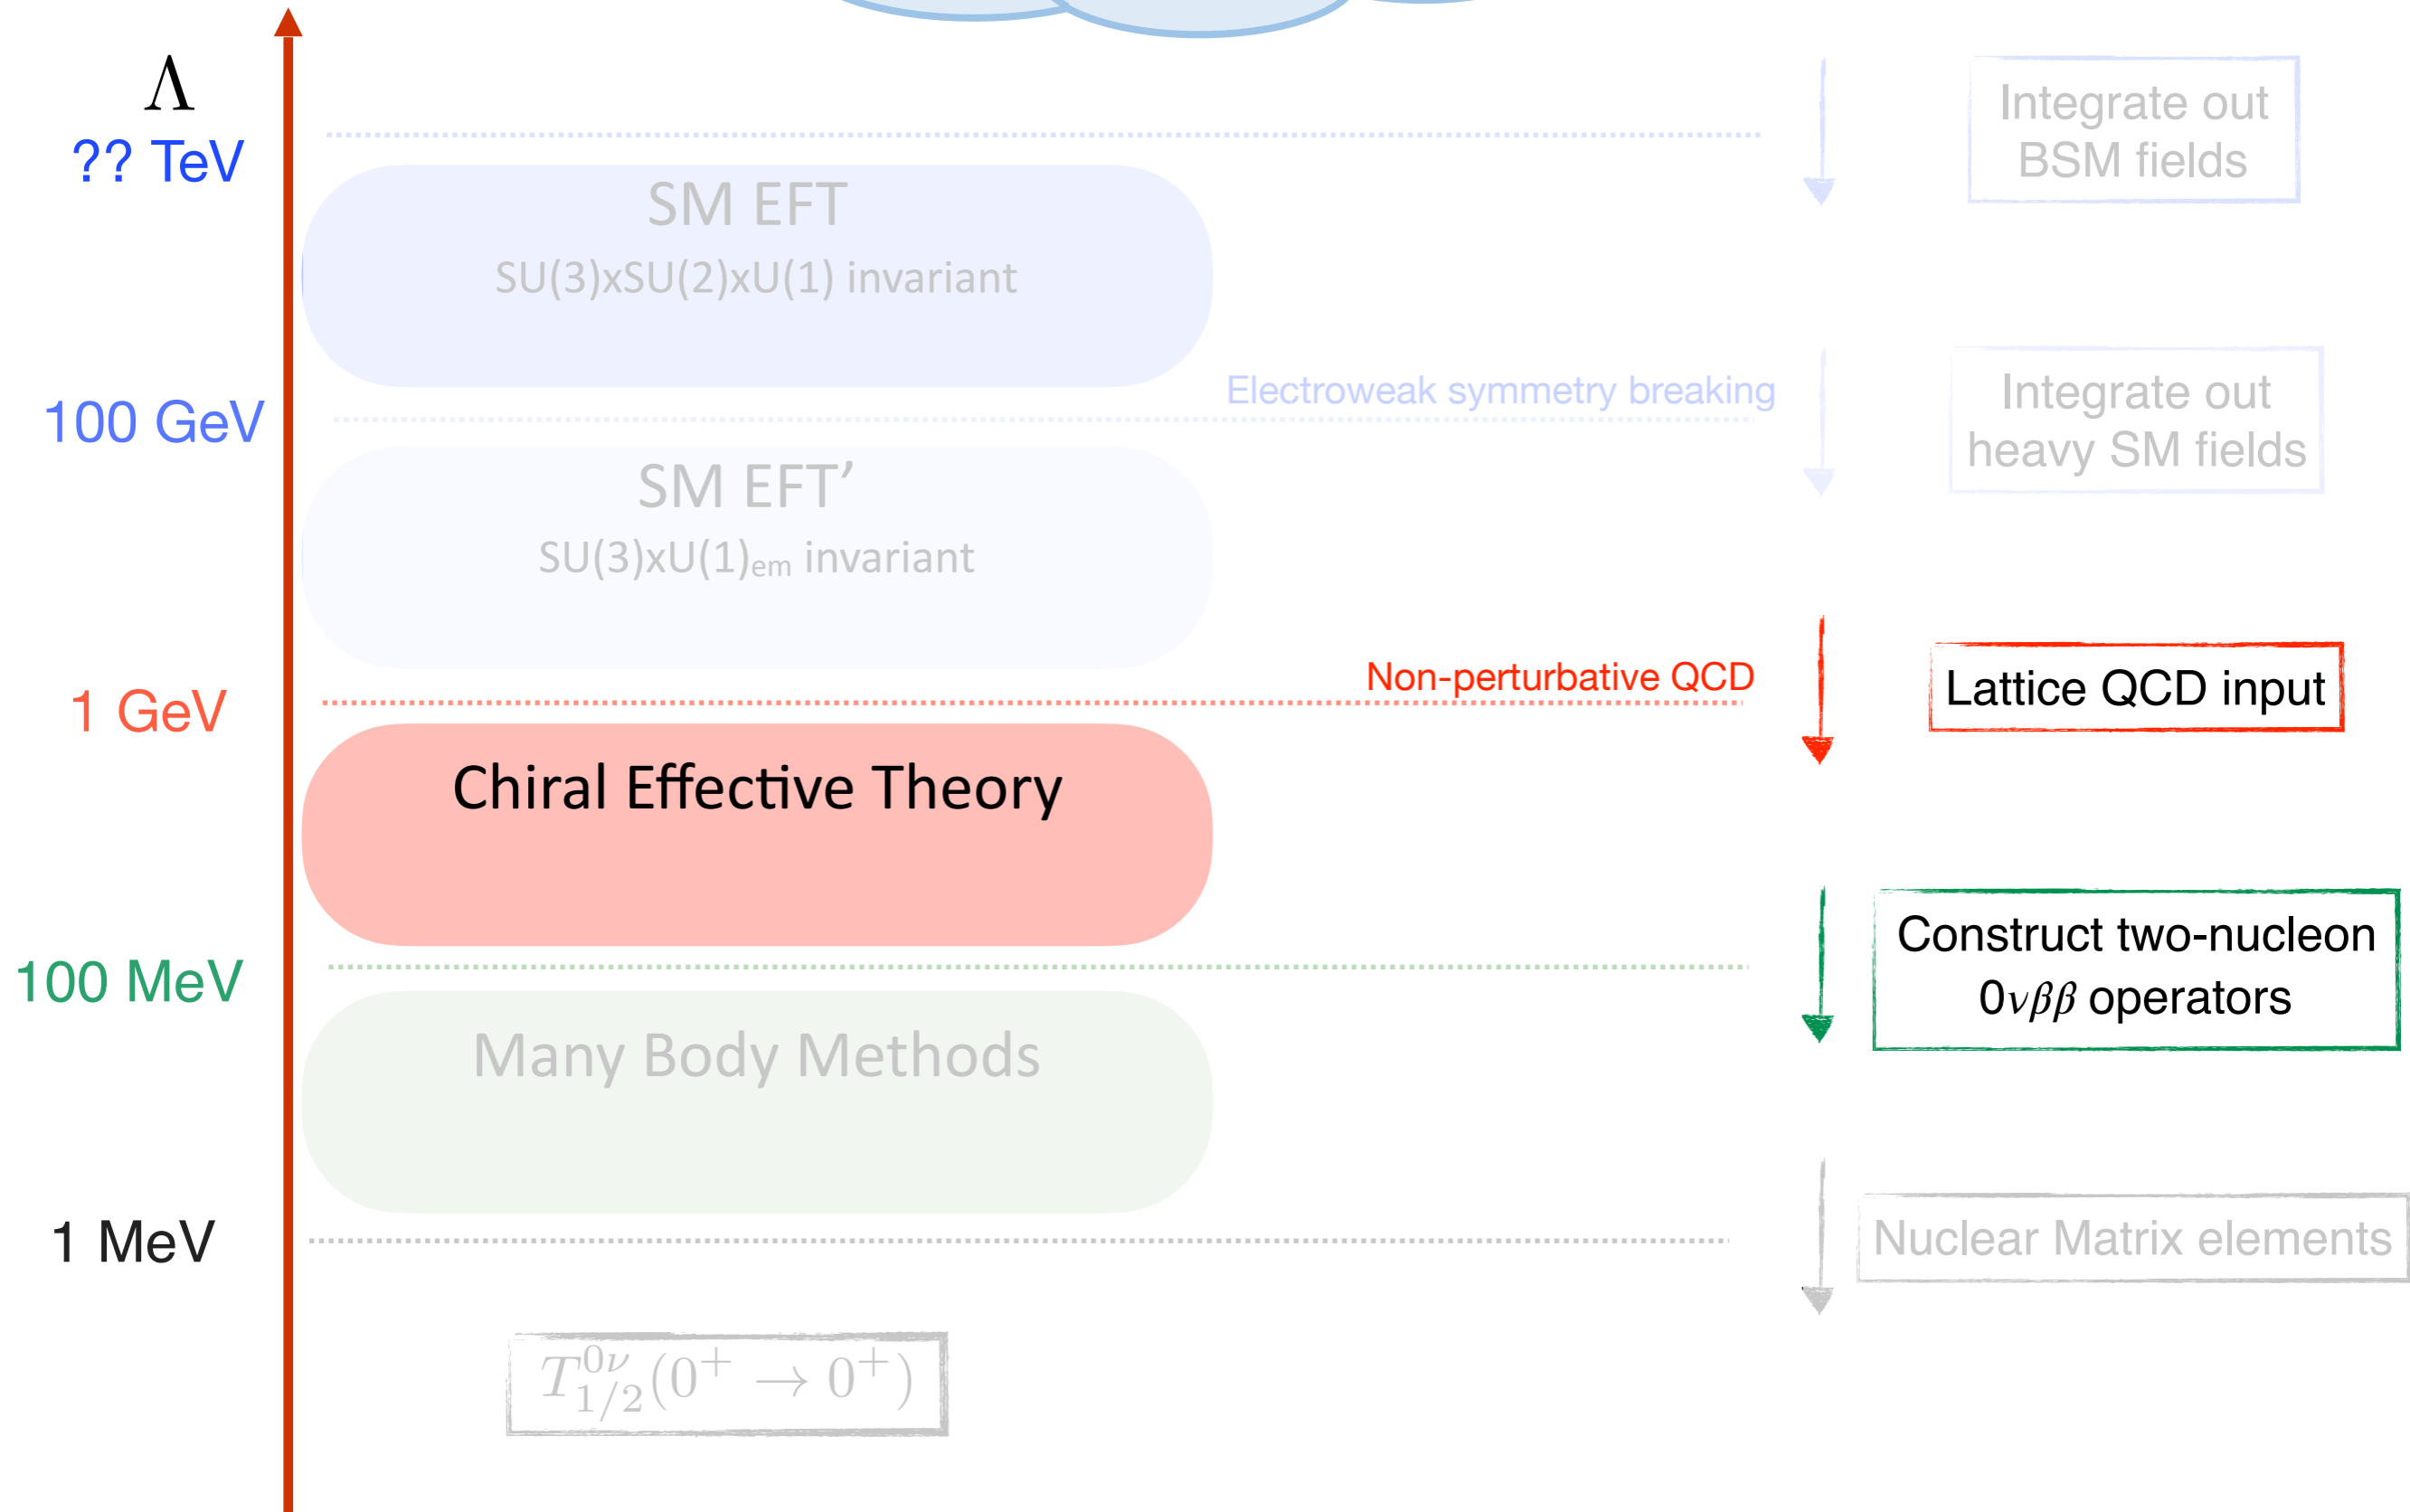 Λ
?? TeV
Integrate out
BSM fields
SM EFT
SU(3)xSU(2)xU(1) invariant
Electroweak symmetry breaking
100 GeV
Integrate out
heavy SM fields
SM EFT’
SU(3)xU(1)em invariant
Non-perturbative QCD
1 GeV
Lattice QCD input
Chiral Effective Theory
100 MeV
Construct two-nucleon
0νββ operators
Many Body Methods
1 MeV
Nuclear Matrix elements
T^{0ν}_{1/2}(0^+ → 0^+)